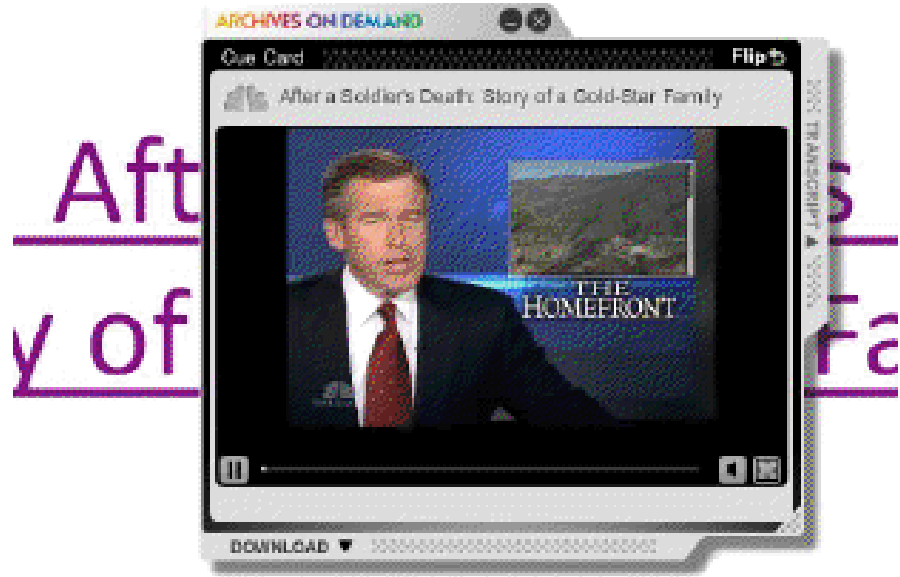 ARCHIVES ON DEMAND
Cue Card
Flip
After a Soldier's Death: Story of a Gold-Star Family
TRANSCRIPT
Aft
s
y of
Fa
THE
HOMEFRONT
DOWNLOAD